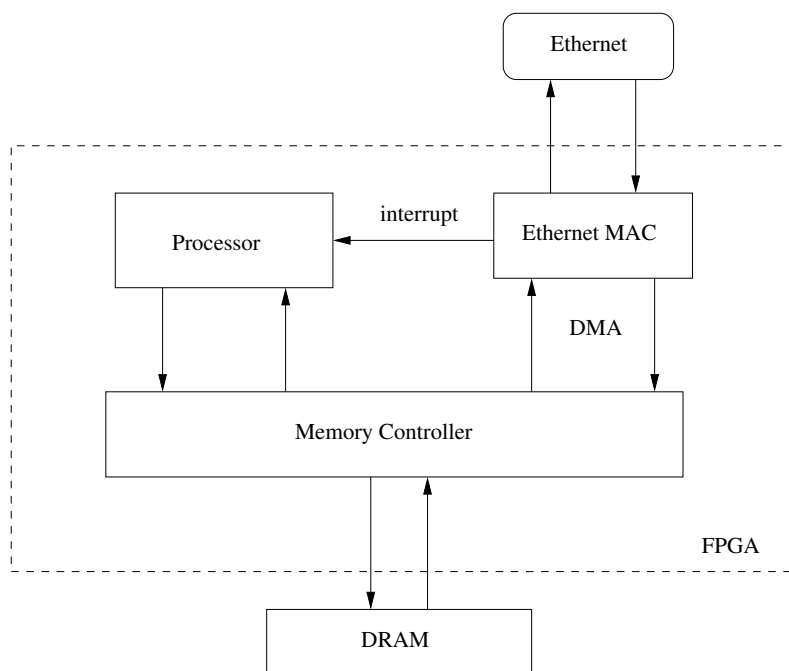 Ethernet
interrupt
Processor
Ethernet MAC
DMA
Memory Controller
FPGA
DRAM